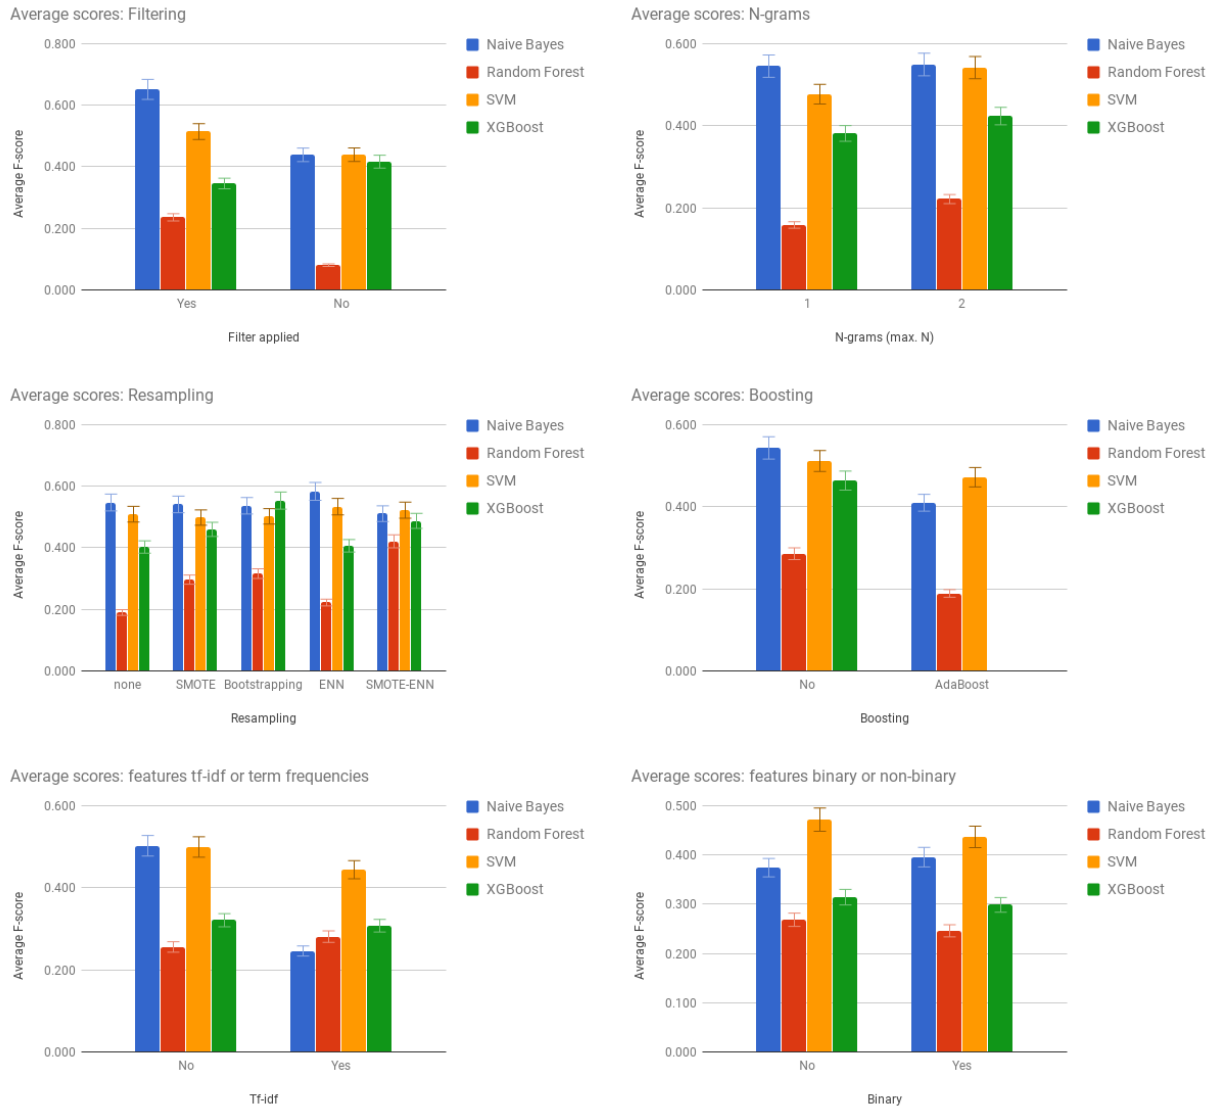 Average scores: Filtering
0.800
0.600
0.400
0.200
0.000
Average F-score
Yes
No
Filter applied
Naive Bayes
Random Forest
SVM
XGBoost
Average scores: N-grams
0.600
0.400
0.200
0.000
Average F-score
1
2
N-grams (max. N)
Naive Bayes
Random Forest
SVM
XGBoost
Average scores: Resampling
0.800
0.600
0.400
0.200
0.000
Average F-score
none
SMOTE
Bootstrapping
ENN
SMOTE-ENN
Resampling
Naive Bayes
Random Forest
SVM
XGBoost
Average scores: Boosting
0.600
0.400
0.200
0.000
Average F-score
No
AdaBoost
Boosting
Naive Bayes
Random Forest
SVM
XGBoost
Average scores: features tf-idf or term frequencies
0.600
0.400
0.200
0.000
Average F-score
No
Yes
Tf-idf
Naive Bayes
Random Forest
SVM
XGBoost
Average scores: features binary or non-binary
0.500
0.400
0.300
0.200
0.100
0.000
Average F-score
No
Yes
Binary
Naive Bayes
Random Forest
SVM
XGBoost